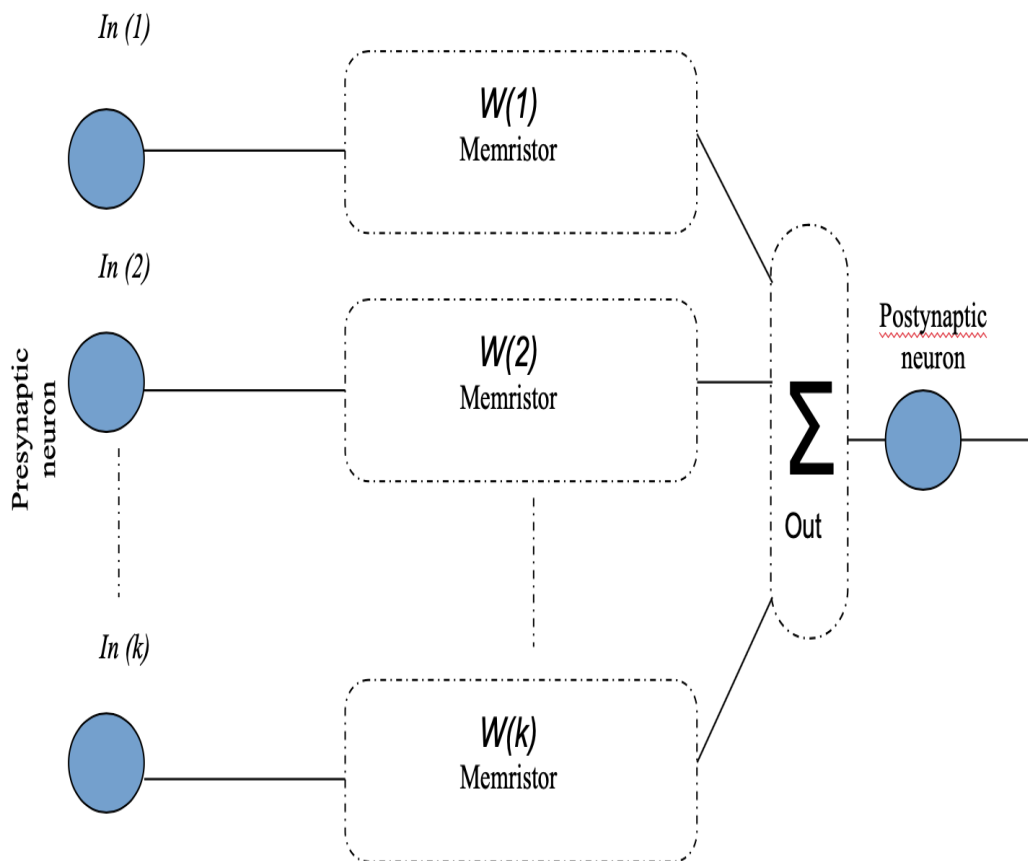 In (1)
W(1)
Memristor
In (2)
W(2)
Memristor
Presynaptic
neuron
Postynaptic
neuron
Σ
Out
In (k)
W(k)
Memristor